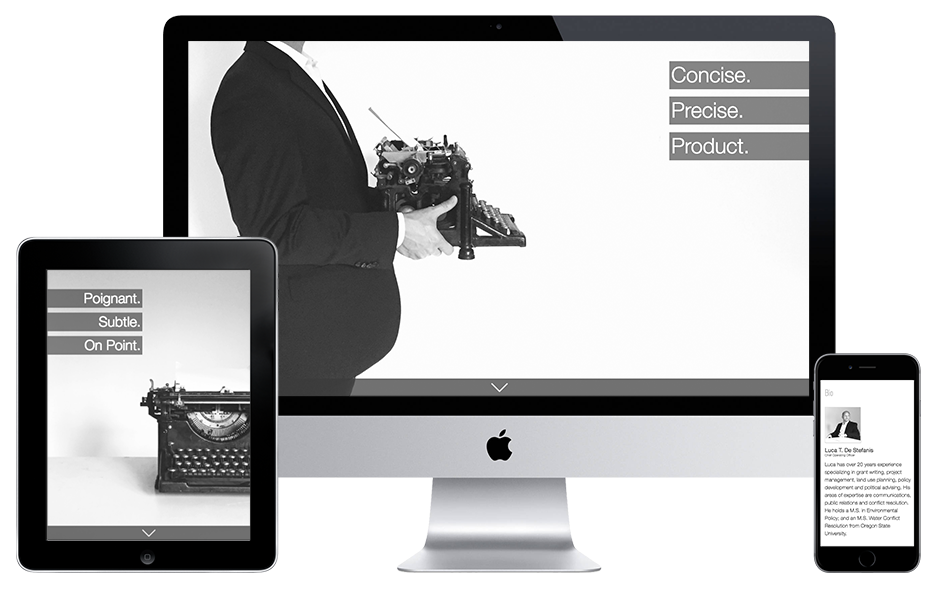 Concise.
Precise.
Product.
Poignant.
Subtle.
On Point.
Bio
Luca T. De Stefanis
Chief Operating Officer
Luca has over 20 years experience
specializing in grant writing, project
management, land use planning, policy
development and political advising. His
areas of expertise are communications,
public relations and conflict resolution.
He holds a M.S. in Environmental
Policy; and an M.S. Water Conflict
Resolution from Oregon State
University.